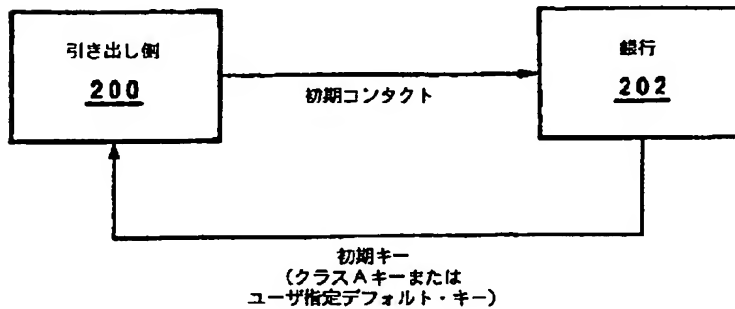 引き出し側
200
銀行
202
初期コンタクト
初期キー
(クラスAキーまたは
ユーザ指定デフォルト・キー)